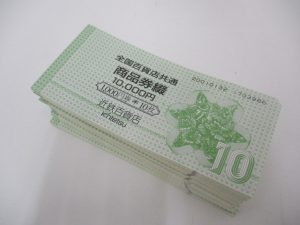 全国百貨店共通
商品券綴
10,000円
1000円券★10枚
近鉄百貨店
Kintetsu
10